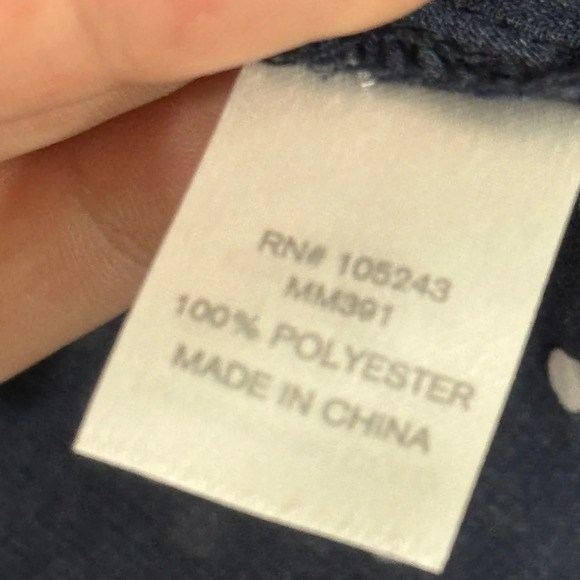 RN# 105243
MM391
100% POLYESTER
MADE IN CHINA